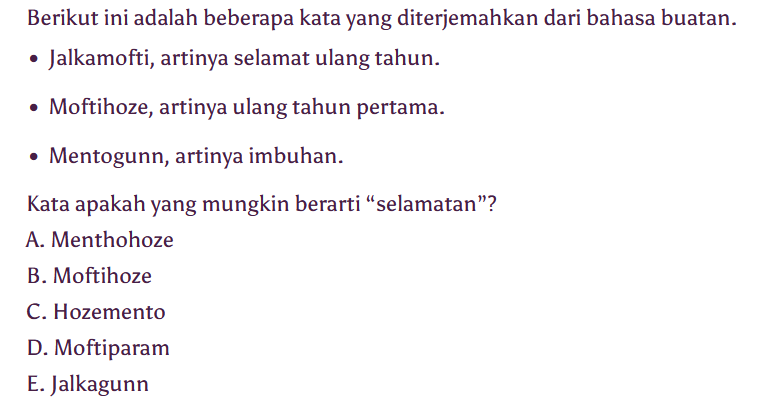 Berikut ini adalah beberapa kata yang diterjemahkan dari bahasa buatan.
• Jalkamofti, artinya selamat ulang tahun.
• Moftihoze, artinya ulang tahun pertama.
• Mentogunn, artinya imbuhan.
Kata apakah yang mungkin berarti “selamatan”?
A. Menthohoze
B. Moftihoze
C. Hozemento
D. Moftiparam
E. Jalkagunn